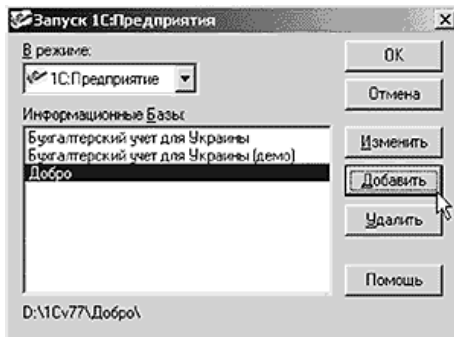 Запуск 1С:Предприятия
В режиме:
1С:Предприятие
Информационные Базы:
Бухгалтерский учет для Украины
Бухгалтерский учет для Украины (демо)
Добро
D:\1Cv77\Добро\
OK
Отмена
Изменить
Добавить
Удалить
Помощь